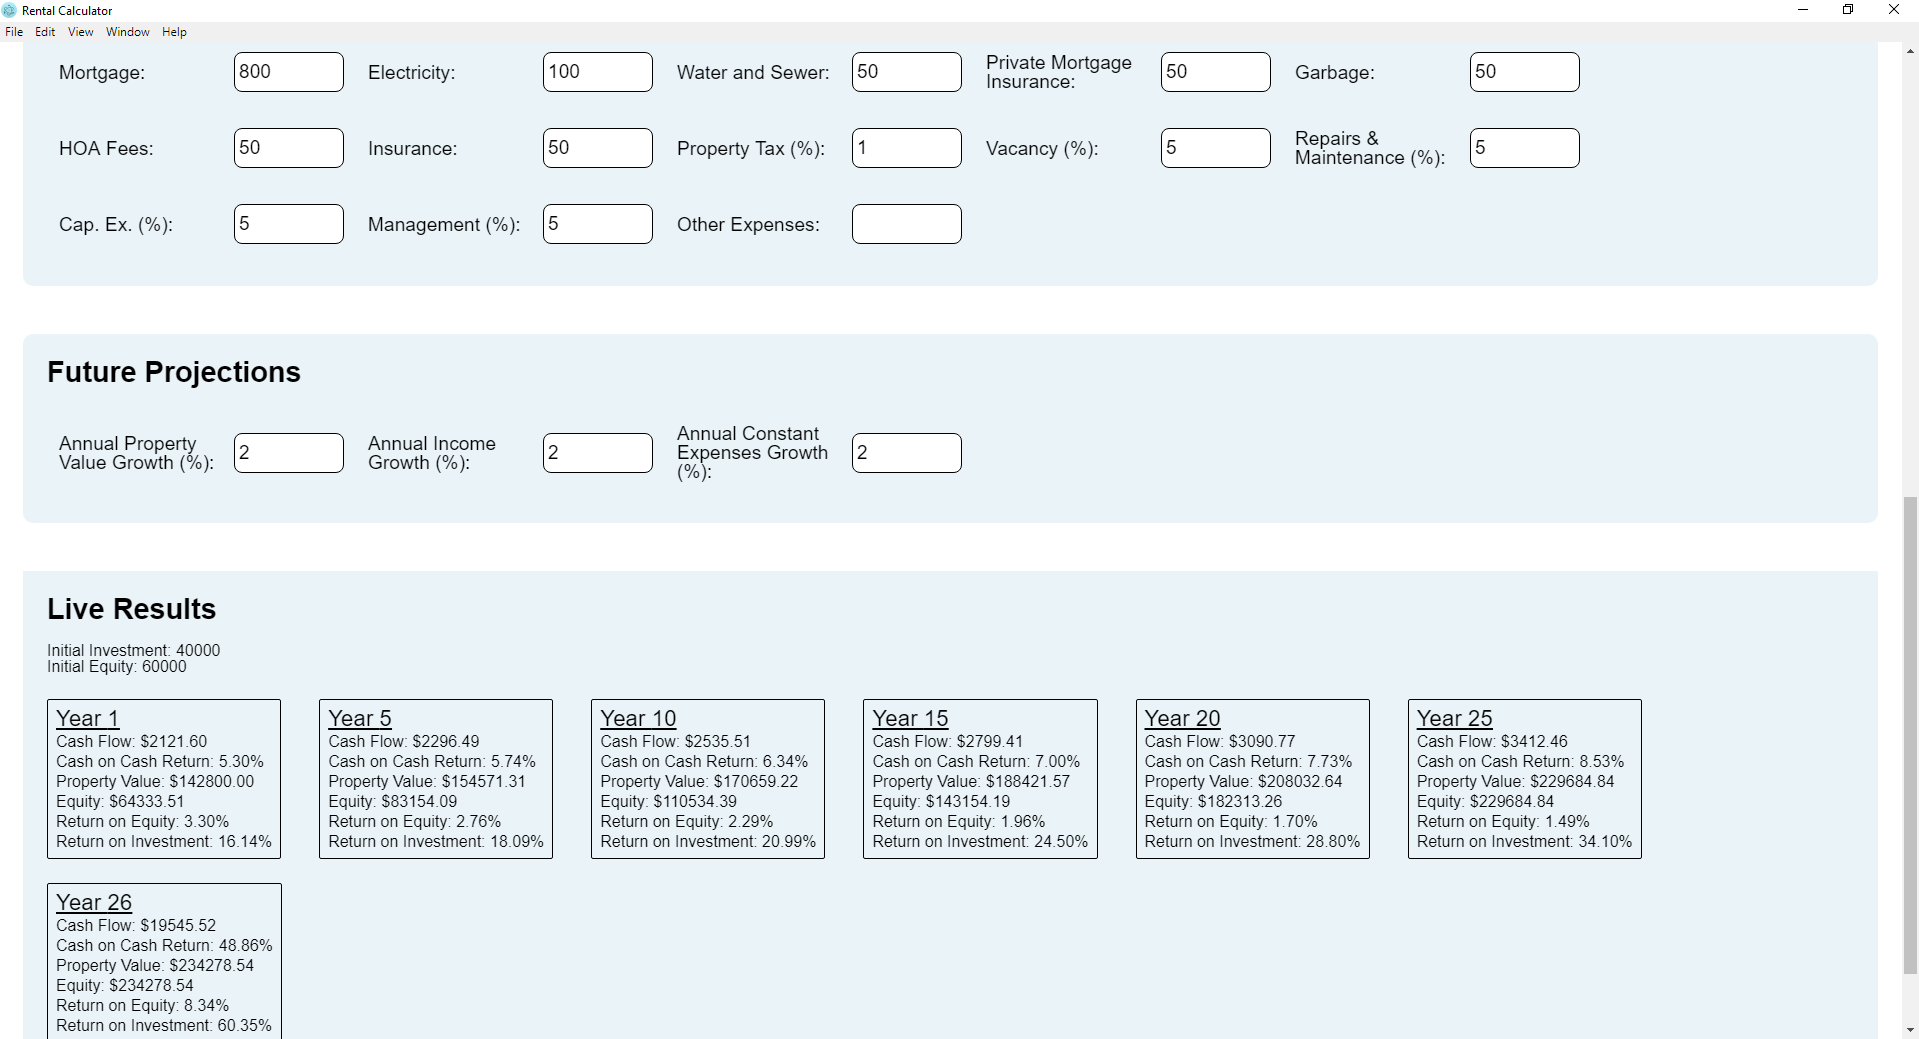 Rental Calculator
File Edit View Window Help
Mortgage: 800 Electricity: 100 Water and Sewer: 50 Private Mortgage Insurance: 50 Garbage: 50
HOA Fees: 50 Insurance: 50 Property Tax (%): 1 Vacancy (%): 5 Repairs & Maintenance (%): 5
Cap. Ex. (%): 5 Management (%): 5 Other Expenses:
Future Projections
Annual Property Value Growth (%): 2 Annual Income Growth (%): 2 Annual Constant Expenses Growth (%): 2
Live Results
Initial Investment: 40000
Initial Equity: 60000
Year 1
Cash Flow: $2121.60
Cash on Cash Return: 5.30%
Property Value: $142800.00
Equity: $64333.51
Return on Equity: 3.30%
Return on Investment: 16.14%
Year 5
Cash Flow: $2296.49
Cash on Cash Return: 5.74%
Property Value: $154571.31
Equity: $83154.09
Return on Equity: 2.76%
Return on Investment: 18.09%
Year 10
Cash Flow: $2535.51
Cash on Cash Return: 6.34%
Property Value: $170659.22
Equity: $110534.39
Return on Equity: 2.29%
Return on Investment: 20.99%
Year 15
Cash Flow: $2799.41
Cash on Cash Return: 7.00%
Property Value: $188421.57
Equity: $143154.19
Return on Equity: 1.96%
Return on Investment: 24.50%
Year 20
Cash Flow: $3090.77
Cash on Cash Return: 7.73%
Property Value: $208032.64
Equity: $182313.26
Return on Equity: 1.70%
Return on Investment: 28.80%
Year 25
Cash Flow: $3412.46
Cash on Cash Return: 8.53%
Property Value: $229684.84
Equity: $229684.84
Return on Equity: 1.49%
Return on Investment: 34.10%
Year 26
Cash Flow: $19545.52
Cash on Cash Return: 48.86%
Property Value: $234278.54
Equity: $234278.54
Return on Equity: 8.34%
Return on Investment: 60.35%